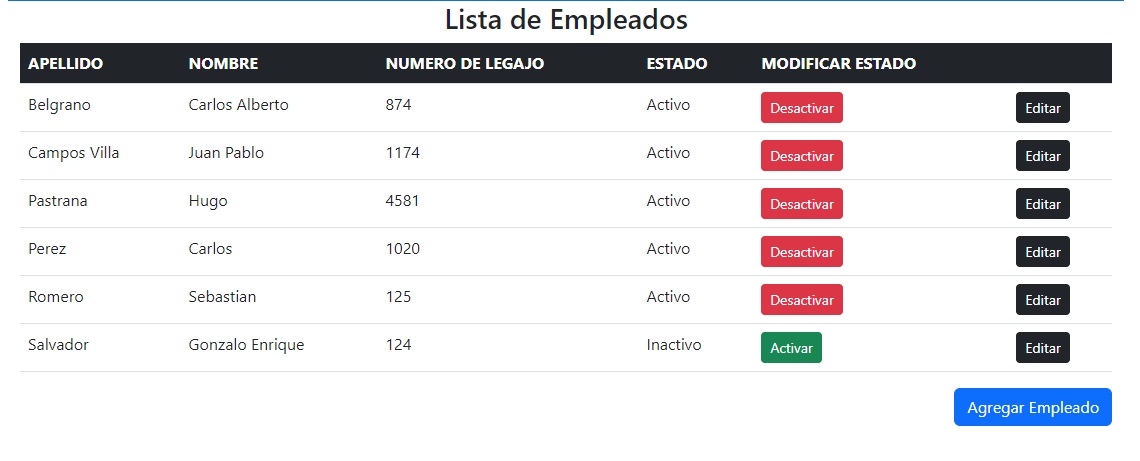 Lista de Empleados
APELLIDO NOMBRE NUMERO DE LEGAJO ESTADO MODIFICAR ESTADO
Belgrano Carlos Alberto 874 Activo Desactivar Editar
Campos Villa Juan Pablo 1174 Activo Desactivar Editar
Pastrana Hugo 4581 Activo Desactivar Editar
Perez Carlos 1020 Activo Desactivar Editar
Romero Sebastian 125 Activo Desactivar Editar
Salvador Gonzalo Enrique 124 Inactivo Activar Editar
Agregar Empleado